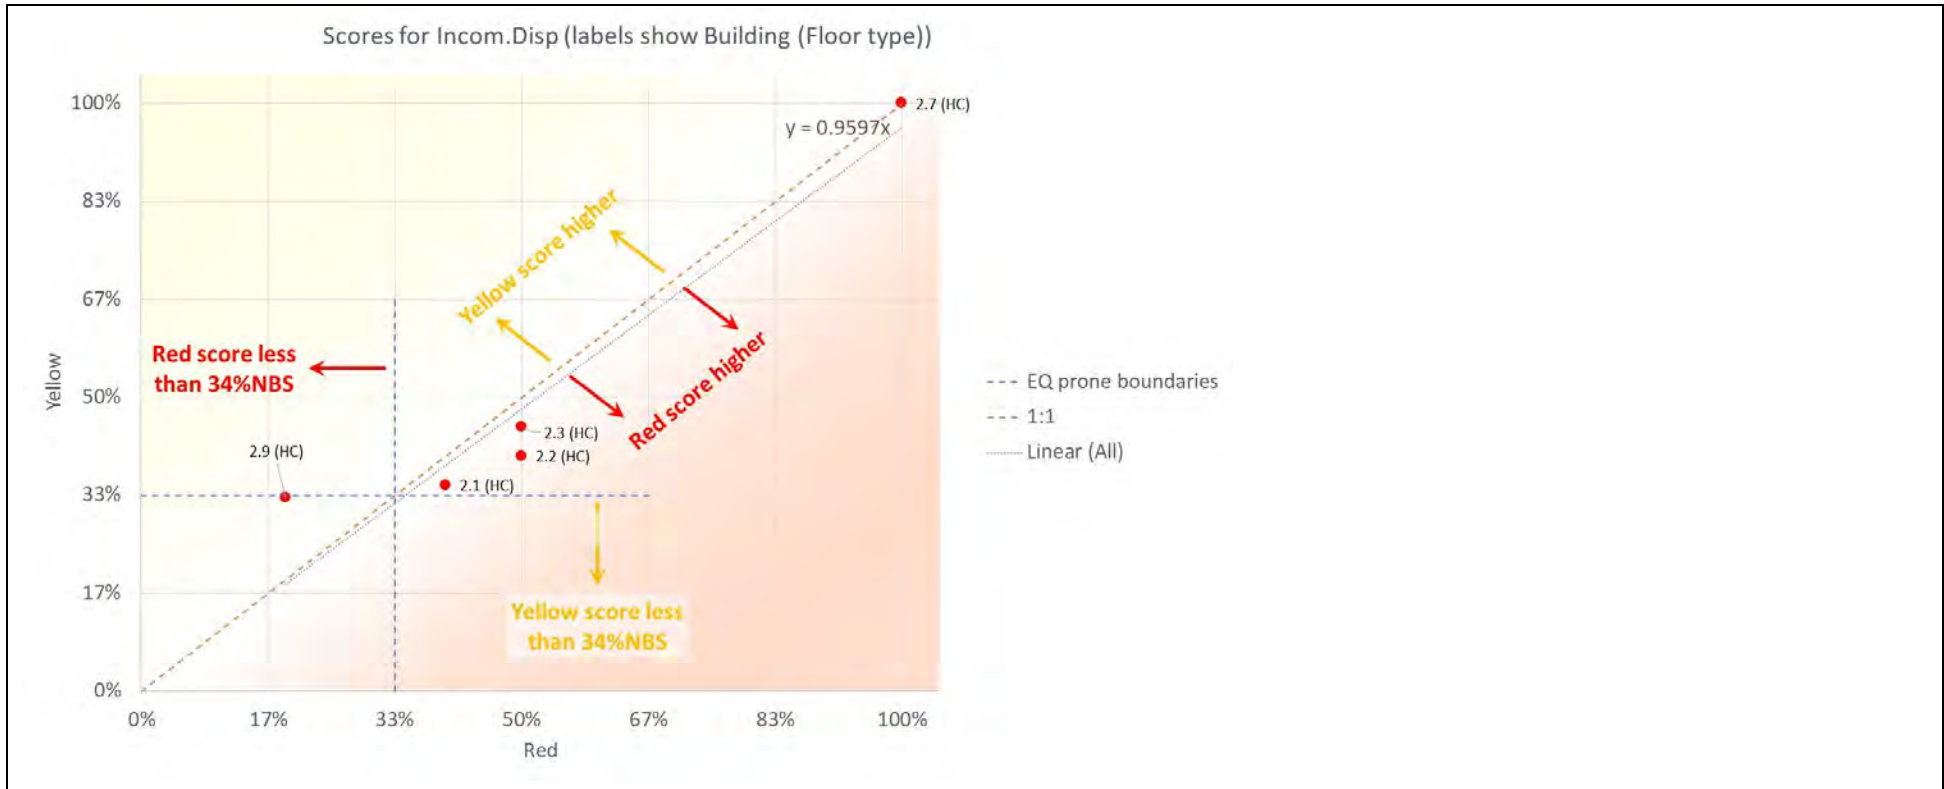 Scores for Incom.Disp (labels show Building (Floor type))
100%
83%
67%
50%
33%
17%
0%
Yellow
0%
17%
33%
50%
67%
83%
100%
Red
2.7 (HC)
y = 0.9597x
Yellow score higher
Red score higher
Red score less
than 34%NBS
2.9 (HC)
2.3 (HC)
2.2 (HC)
2.1 (HC)
Yellow score less
than 34%NBS
EQ prone boundaries
1:1
Linear (All)